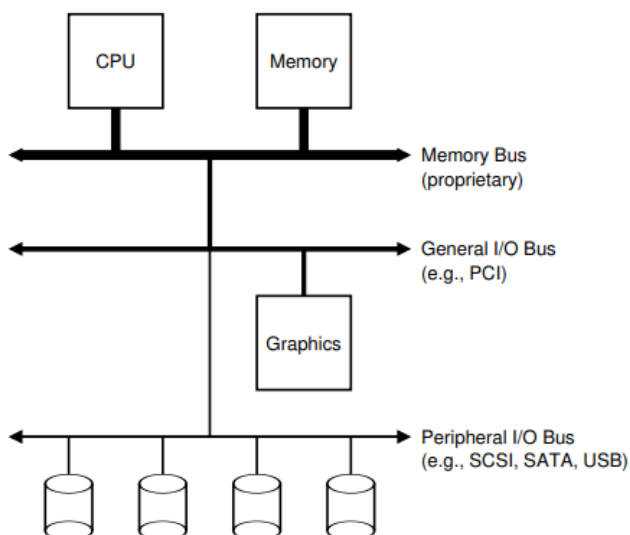 CPU
Memory
Memory Bus
(proprietary)
General I/O Bus
(e.g., PCI)
Graphics
Peripheral I/O Bus
(e.g., SCSI, SATA, USB)